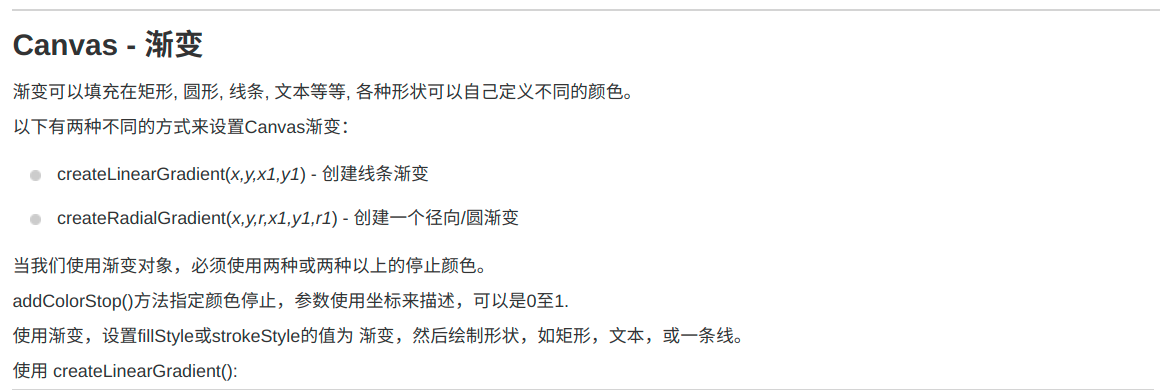 Canvas - 渐变
渐变可以填充在矩形, 圆形, 线条, 文本等等, 各种形状可以自己定义不同的颜色。
以下有两种不同的方式来设置Canvas渐变：
createLinearGradient(x,y,x1,y1) - 创建线条渐变
createRadialGradient(x,y,r,x1,y1,r1) - 创建一个径向/圆渐变
当我们使用渐变对象，必须使用两种或两种以上的停止颜色。
addColorStop()方法指定颜色停止，参数使用坐标来描述，可以是0至1.
使用渐变，设置fillStyle或strokeStyle的值为 渐变，然后绘制形状，如矩形，文本，或一条线。
使用 createLinearGradient():